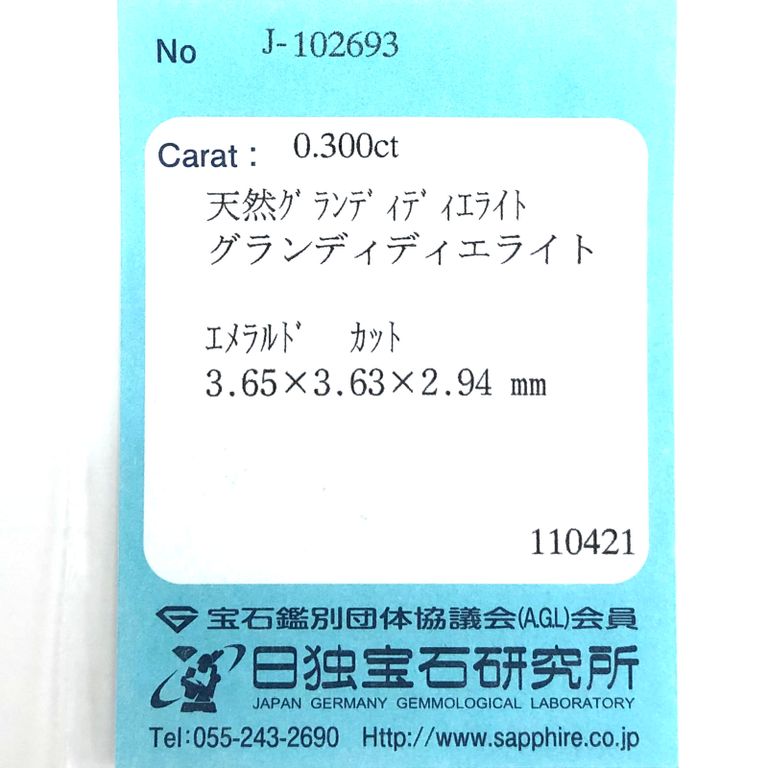 No J-102693
Carat : 0.300ct
天然グランディディエライト
グランディディエライト
エメラルド カット
3.65×3.63×2.94 mm
110421
宝石鑑別団体協議会(A.G.L)会員
日独宝石研究所
JAPAN GERMANY GEMMOLOGICAL LABORATORY
Tel:055-243-2690 Http://www.sapphire.co.jp